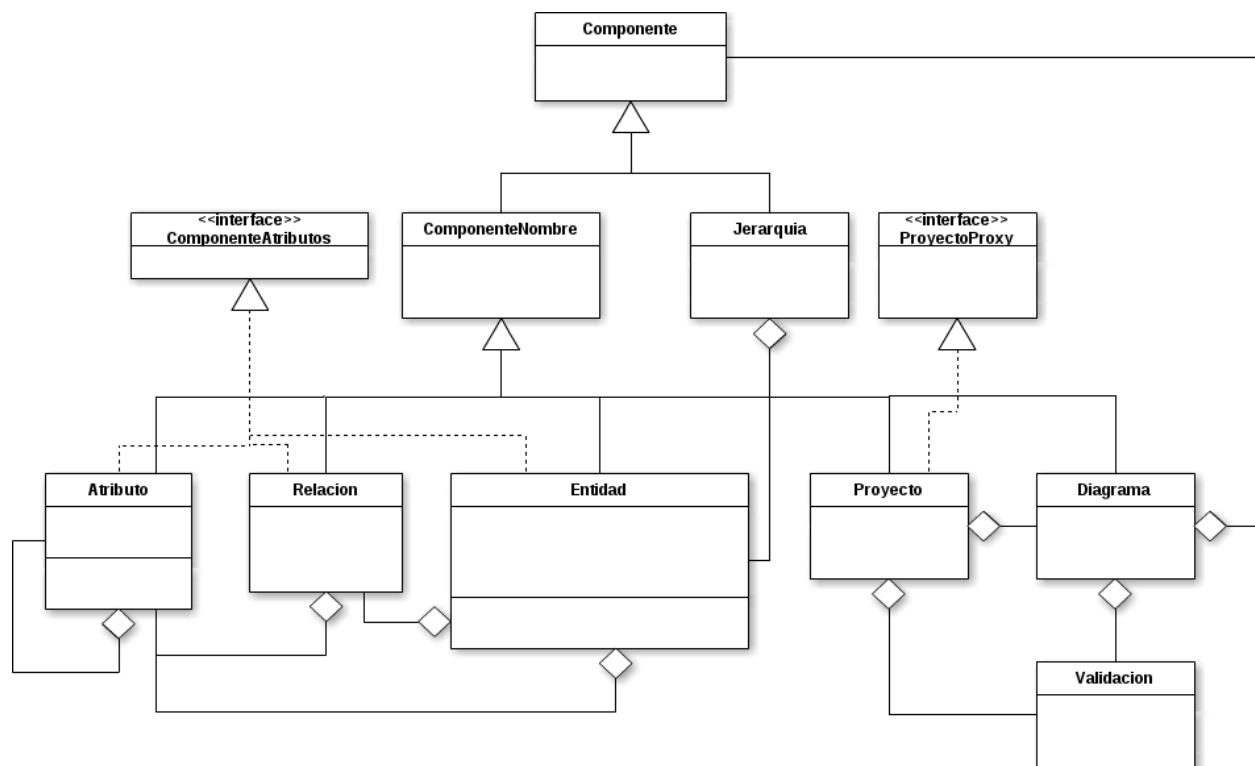 Componente
<<interface>>
ComponenteAtributos
ComponenteNombre
Jerarquia
<<interface>>
ProyectoProxy
Atributo
Relacion
Entidad
Proyecto
Diagrama
Validacion